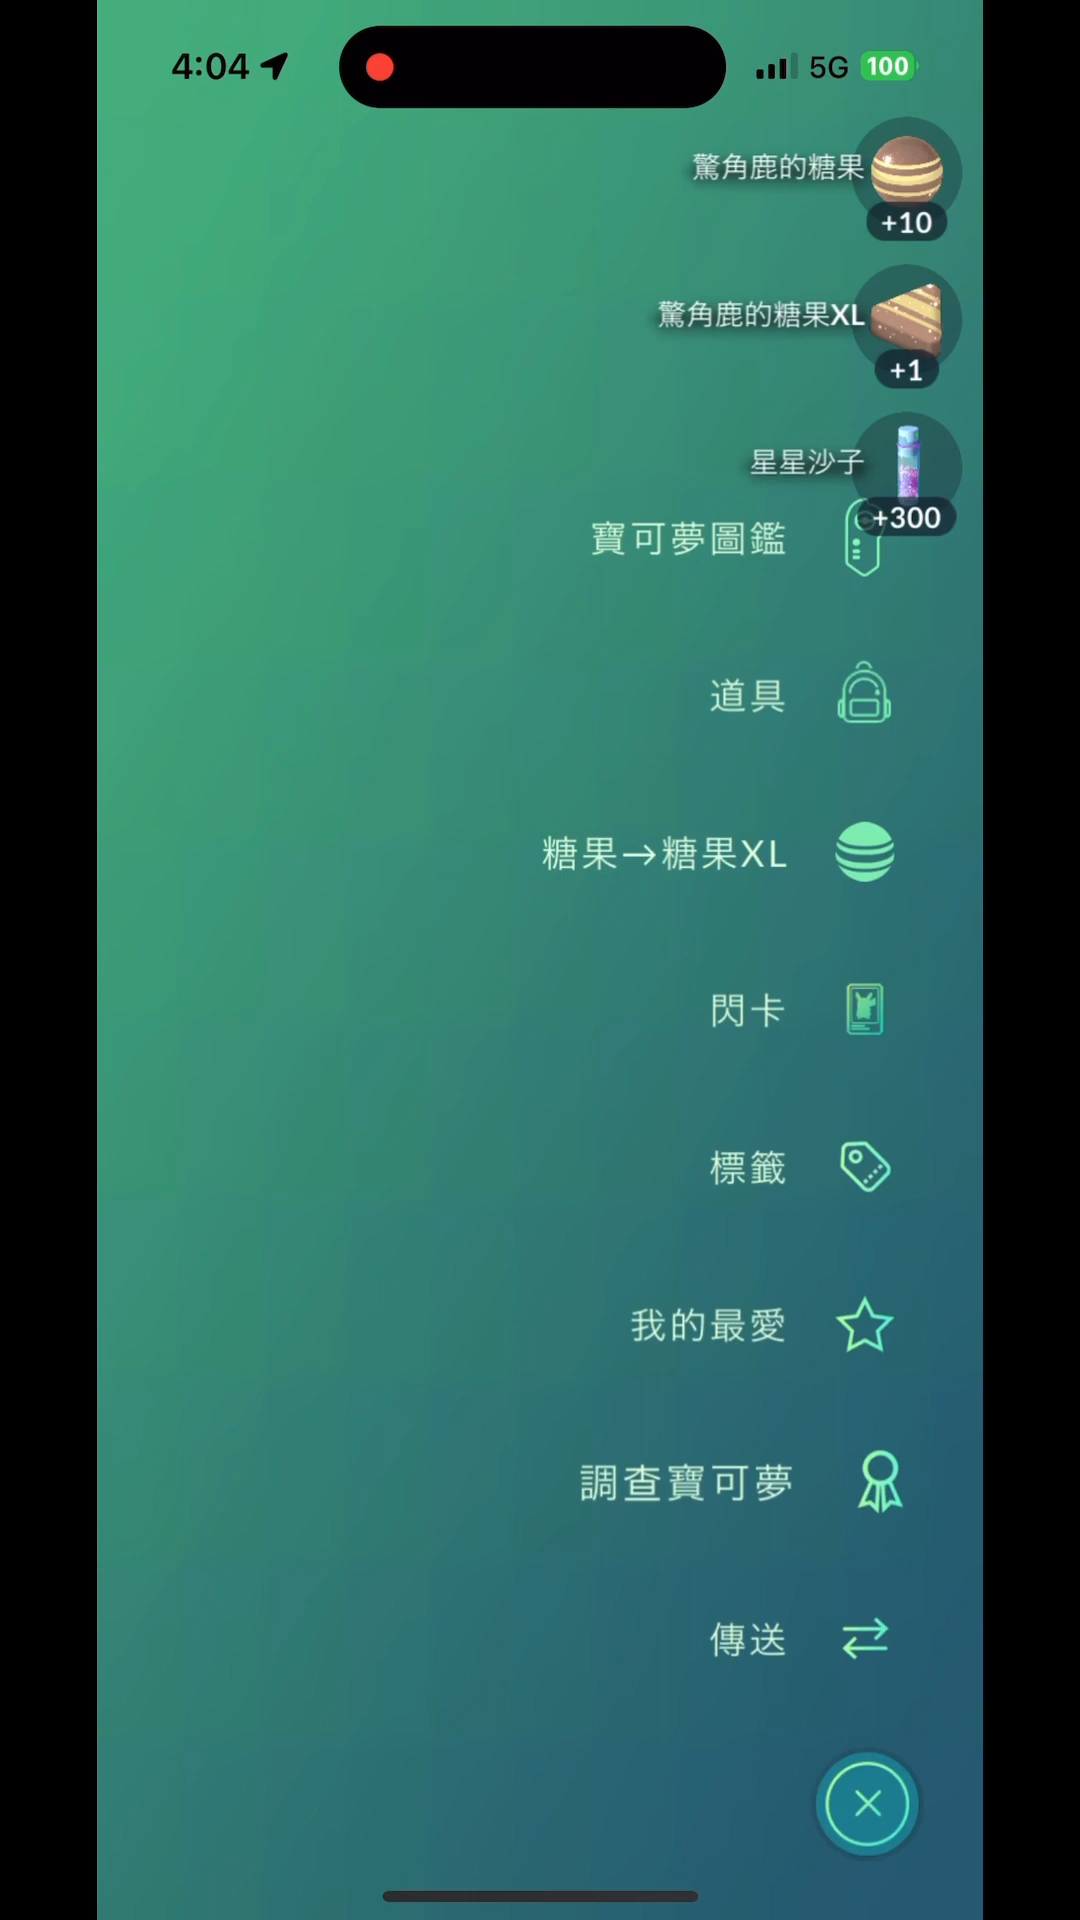 4:04
5G
100
驚角鹿的糖果
+10
驚角鹿的糖果XL
+1
星星沙子
+300
寶可夢圖鑑
道具
糖果→糖果XL
閃卡
標籤
我的最愛
調查寶可夢
傳送